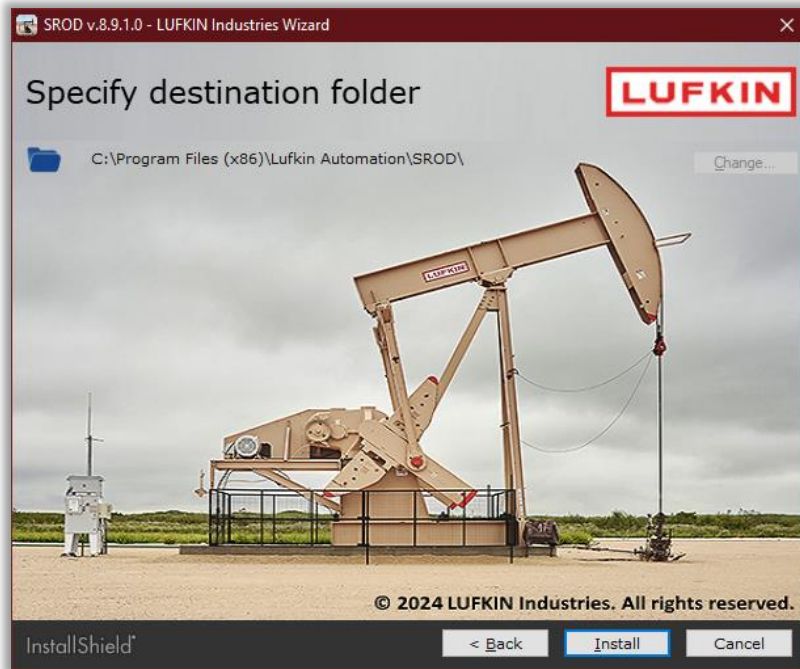 SROD v.8.9.1.0 - LUFKIN Industries Wizard
Specify destination folder
LUFKIN
C:\Program Files (x86)\Lufkin Automation\SROD\
Change...
LUFKIN
© 2024 LUFKIN Industries. All rights reserved.
InstallShield
< Back
Install
Cancel